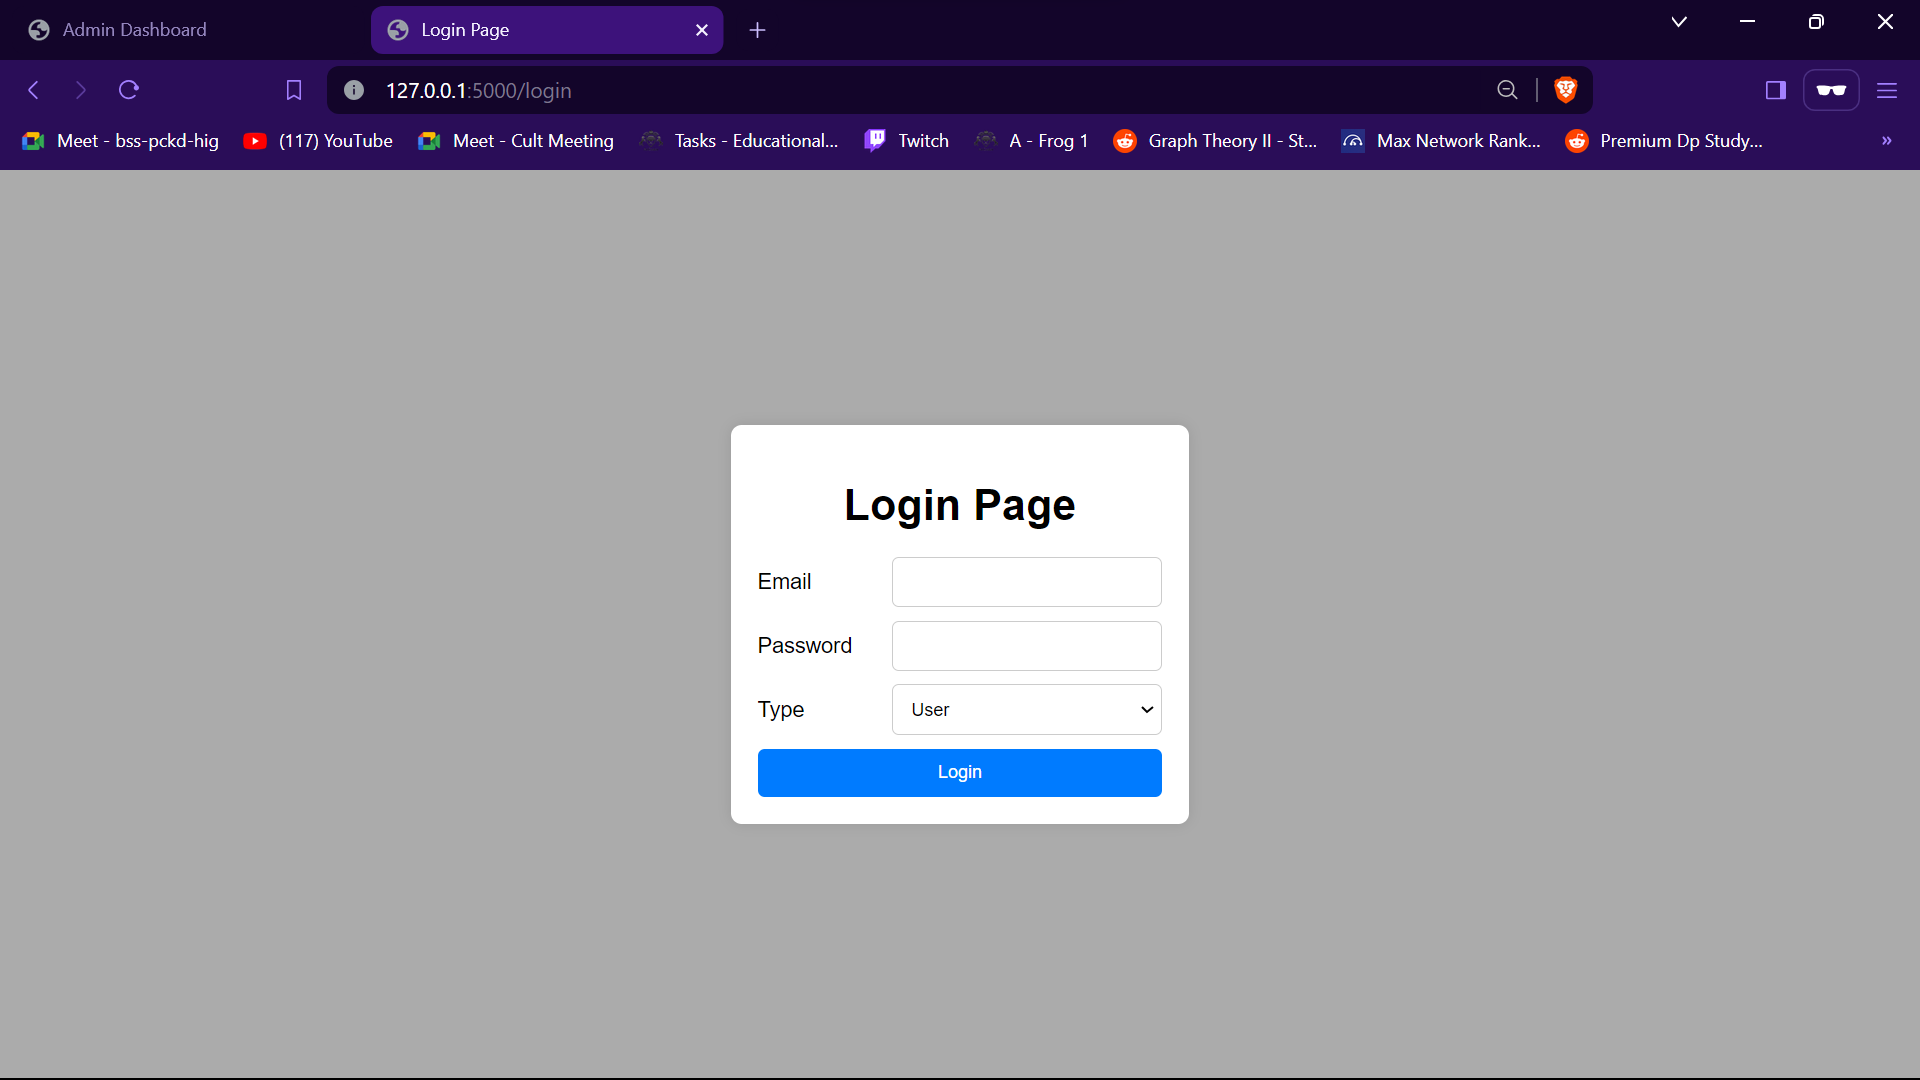 Admin Dashboard
Login Page
127.0.0.1:5000/login
Meet - bss-pckd-hig
(117) YouTube
Meet - Cult Meeting
Tasks - Educational...
Twitch
A - Frog 1
Graph Theory II - St...
Max Network Rank...
Premium Dp Study...
Login Page
Email
Password
Type
User
Login